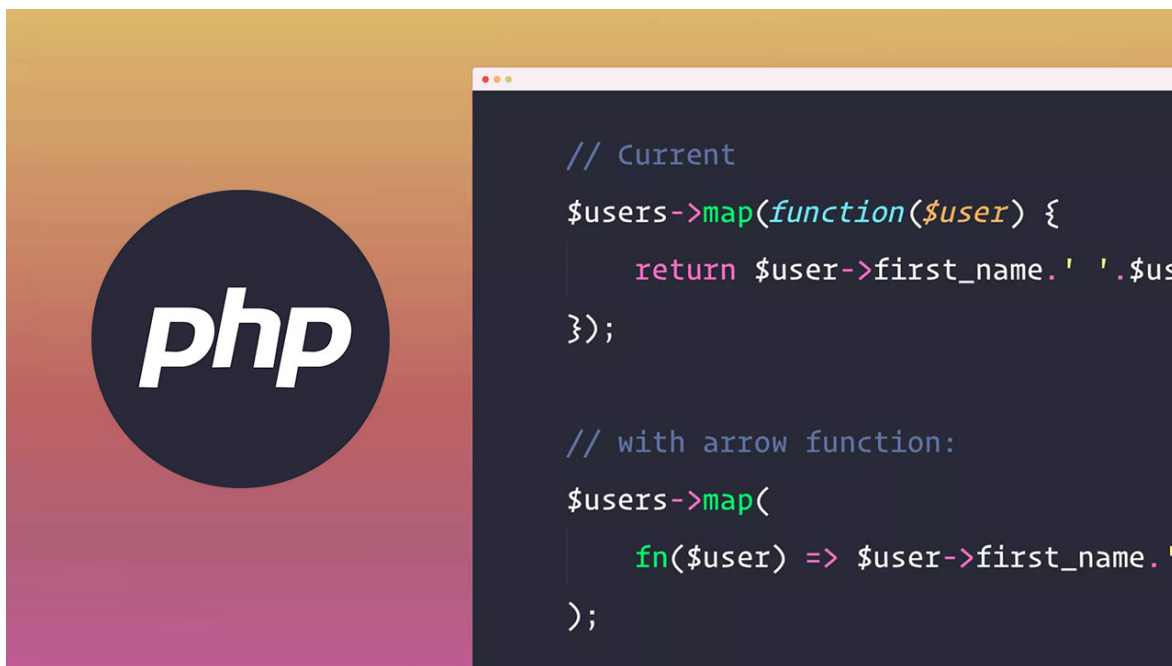 php
// Current
$users->map(function($user) {
return $user->first_name.' '.$us
});
// with arrow function:
$users->map(
fn($user) => $user->first_name.'
);